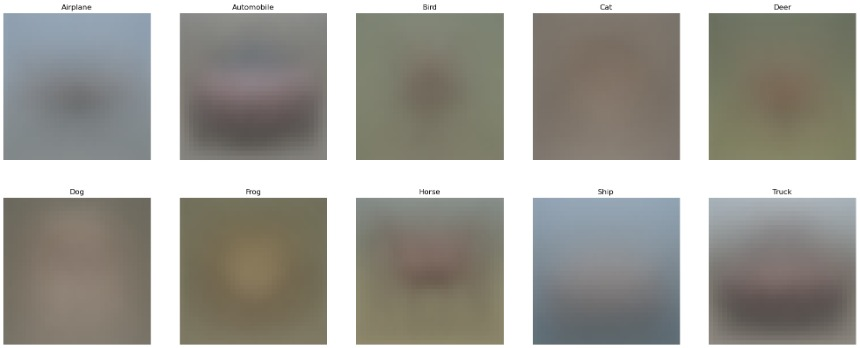 Airplane
Automobile
Bird
Cat
Deer
Dog
Frog
Horse
Ship
Truck